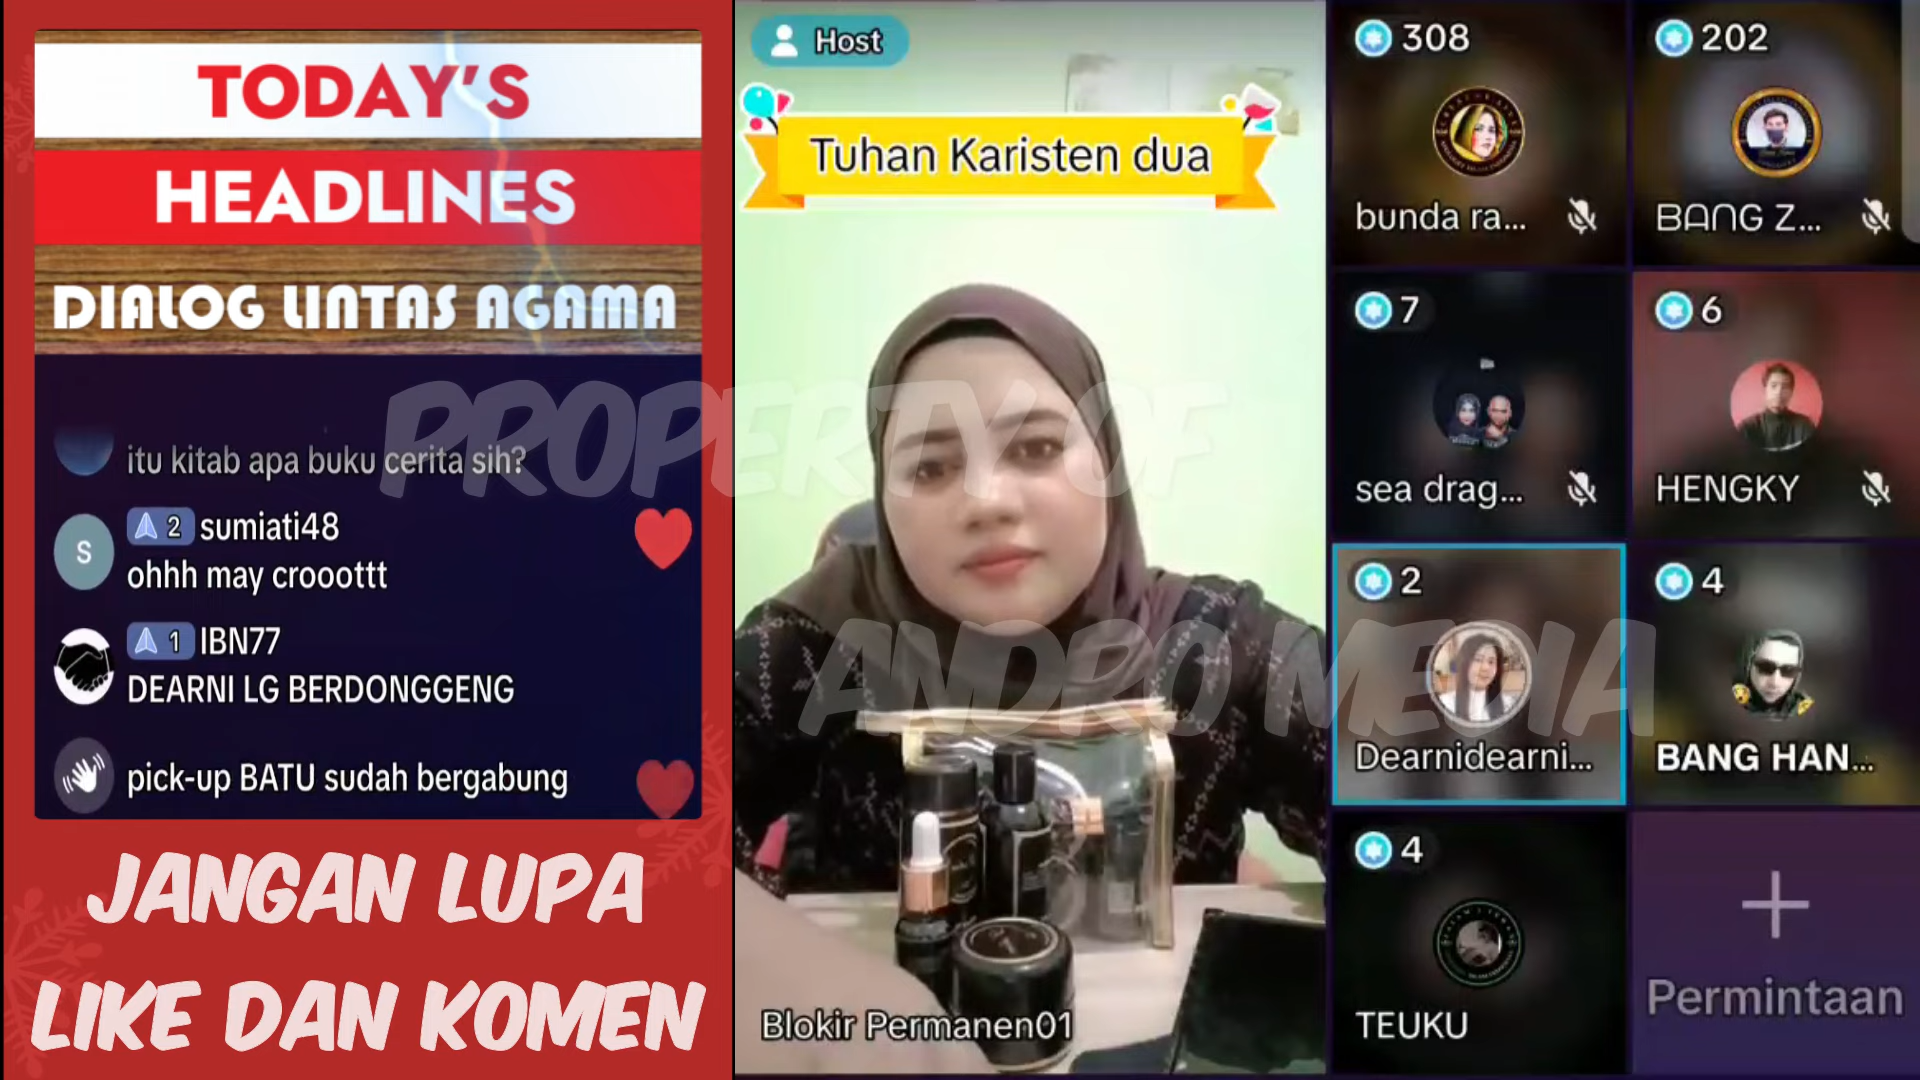 TODAY'S
HEADLINES
DIALOG LINTAS AGAMA
itu kitab apa buku cerita sih?
S
2 sumiati48
ohhh may crooottt
1 IBN77
DEARNI LG BERDONGGENG
pick-up BATU sudah bergabung
JANGAN LUPA
LIKE DAN KOMEN
Host
Tuhan Karisten dua
PROPERTY OF
ANDRO MEDIA
Blokir Permanen01
308
bunda ra...
202
BANG Z...
7
sea drag...
6
HENGKY
2
Dearnidearni...
4
BANG HAN...
4
TEUKU
Permintaan